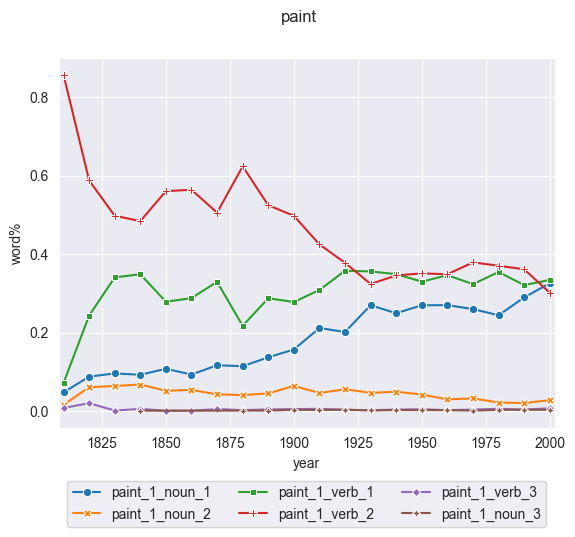 paint
0.8
0.6
0.4
0.2
0.0
word%
1825 1850 1875 1900 1925 1950 1975 2000
year
paint_1_noun_1 paint_1_verb_1 paint_1_verb_3
paint_1_noun_2 paint_1_verb_2 paint_1_noun_3